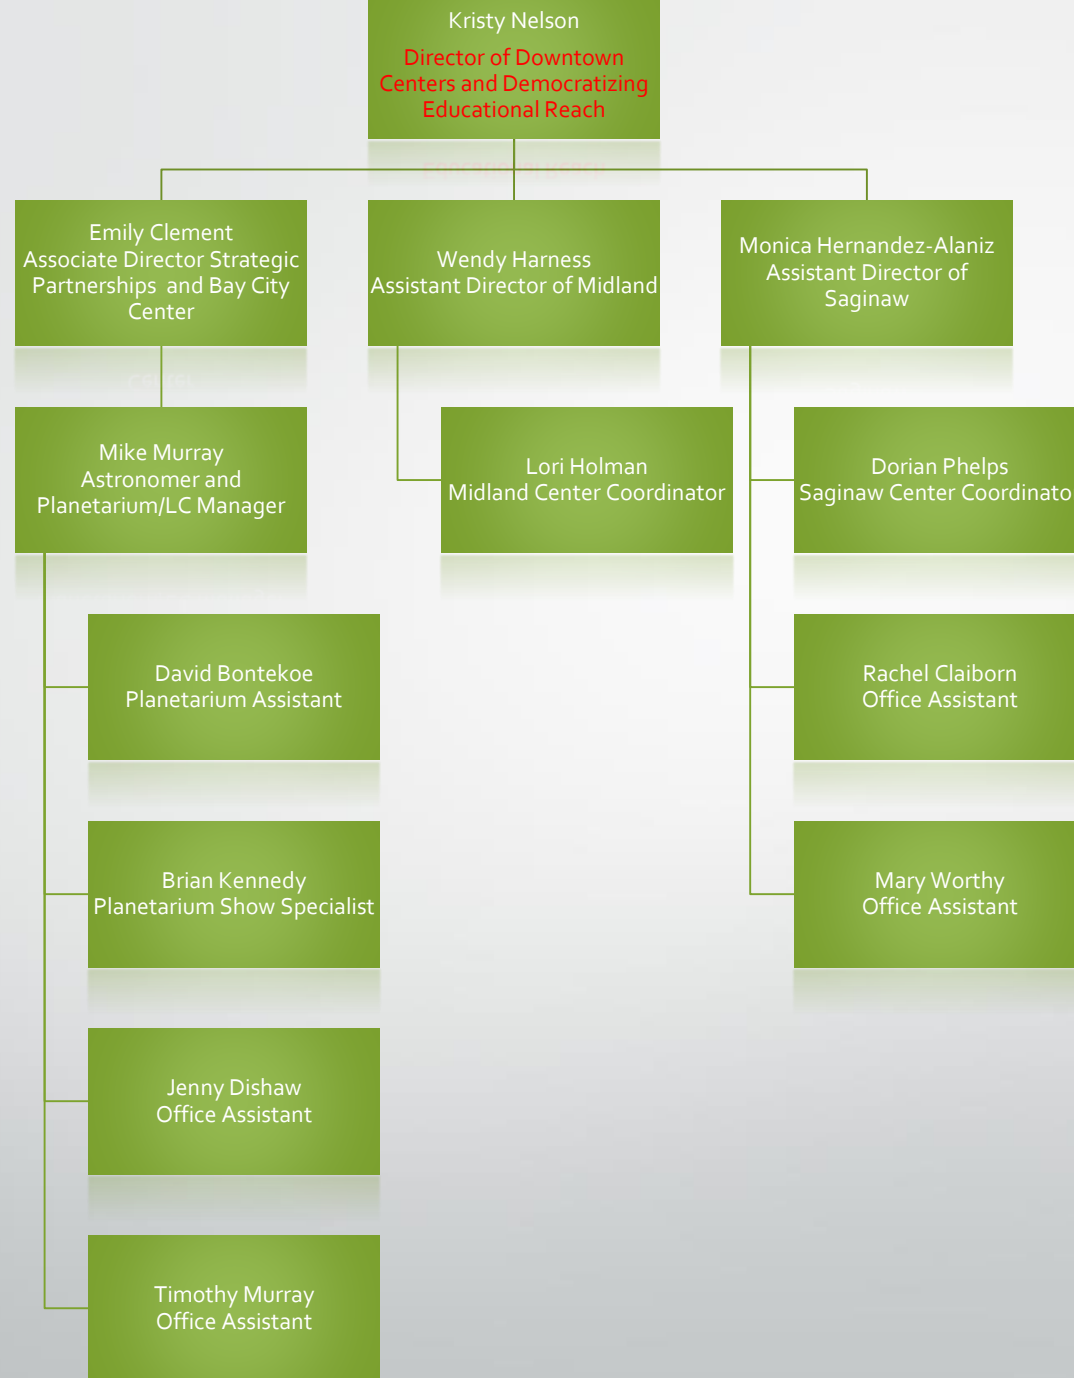 Kristy Nelson
Director of Downtown
Centers and Democratizing
Educational Reach
Emily Clement
Associate Director Strategic
Partnerships  and Bay City
Center
Wendy Harness
Assistant Director of Midland
Monica Hernandez-Alaniz
Assistant Director of
Saginaw
Mike Murray
Astronomer and
Planetarium/LC Manager
Lori Holman
Midland Center Coordinator
Dorian Phelps
Saginaw Center Coordinato
David Bontekoe
Planetarium Assistant
Rachel Claiborn
Office Assistant
Brian Kennedy
Planetarium Show Specialist
Mary Worthy
Office Assistant
Jenny Dishaw
Office Assistant
Timothy Murray
Office Assistant